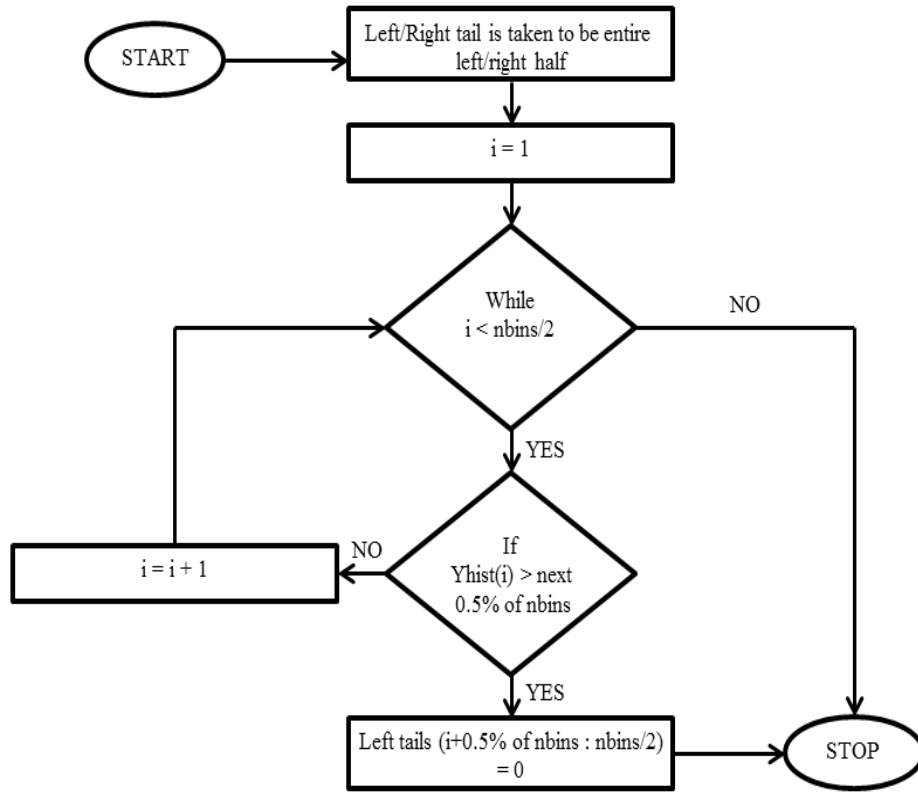 START
Left/Right tail is taken to be entire
left/right half
i = 1
While
i < nbins/2
NO
YES
If
Yhist(i) > next
0.5% of nbins
NO
i = i + 1
YES
Left tails (i+0.5% of nbins : nbins/2)
= 0
STOP